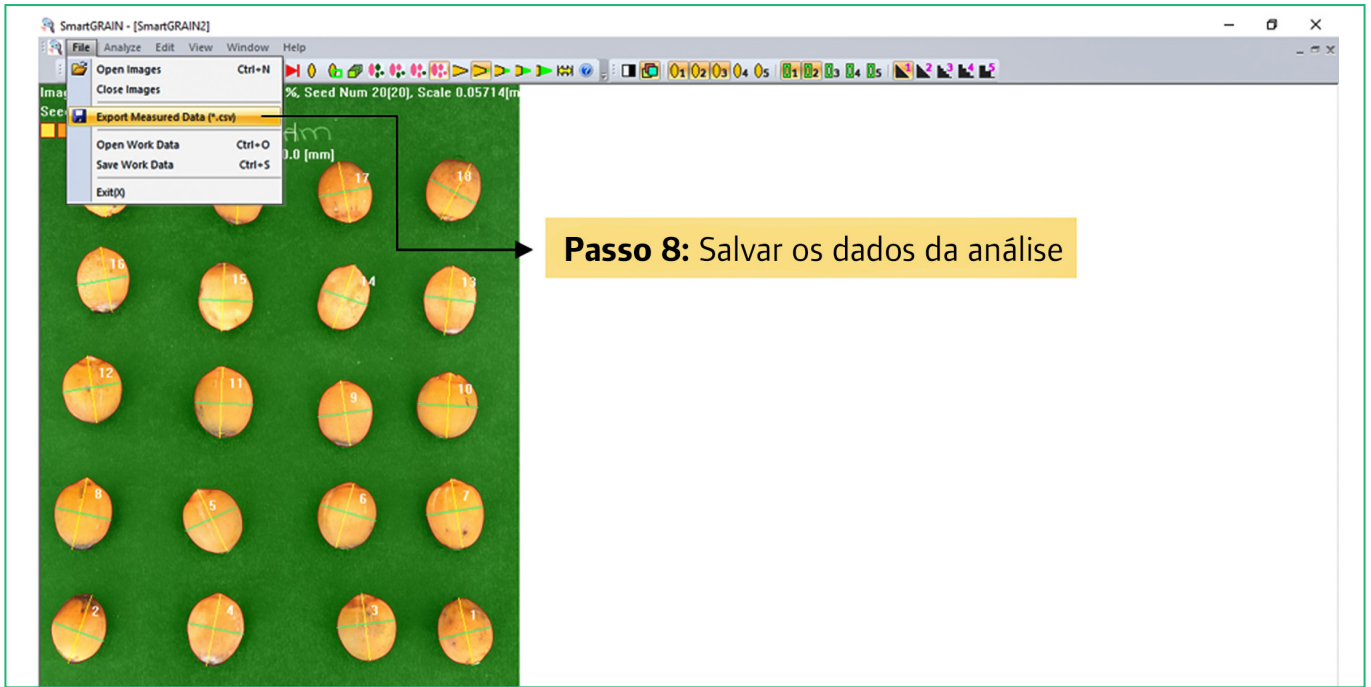 SmartGRAIN - [SmartGRAIN2]
File Analyze Edit View Window Help
Open Images Ctrl+N
Close Images
Export Measured Data (*.csv)
Open Work Data Ctrl+O
Save Work Data Ctrl+S
Exit(X)
%, Seed Num 20[20], Scale 0.05714[m
0.0 [mm]
Passo 8: Salvar os dados da análise
17 18
16 15 14 13
12 11 9 10
8 5 6 7
2 4 3 1